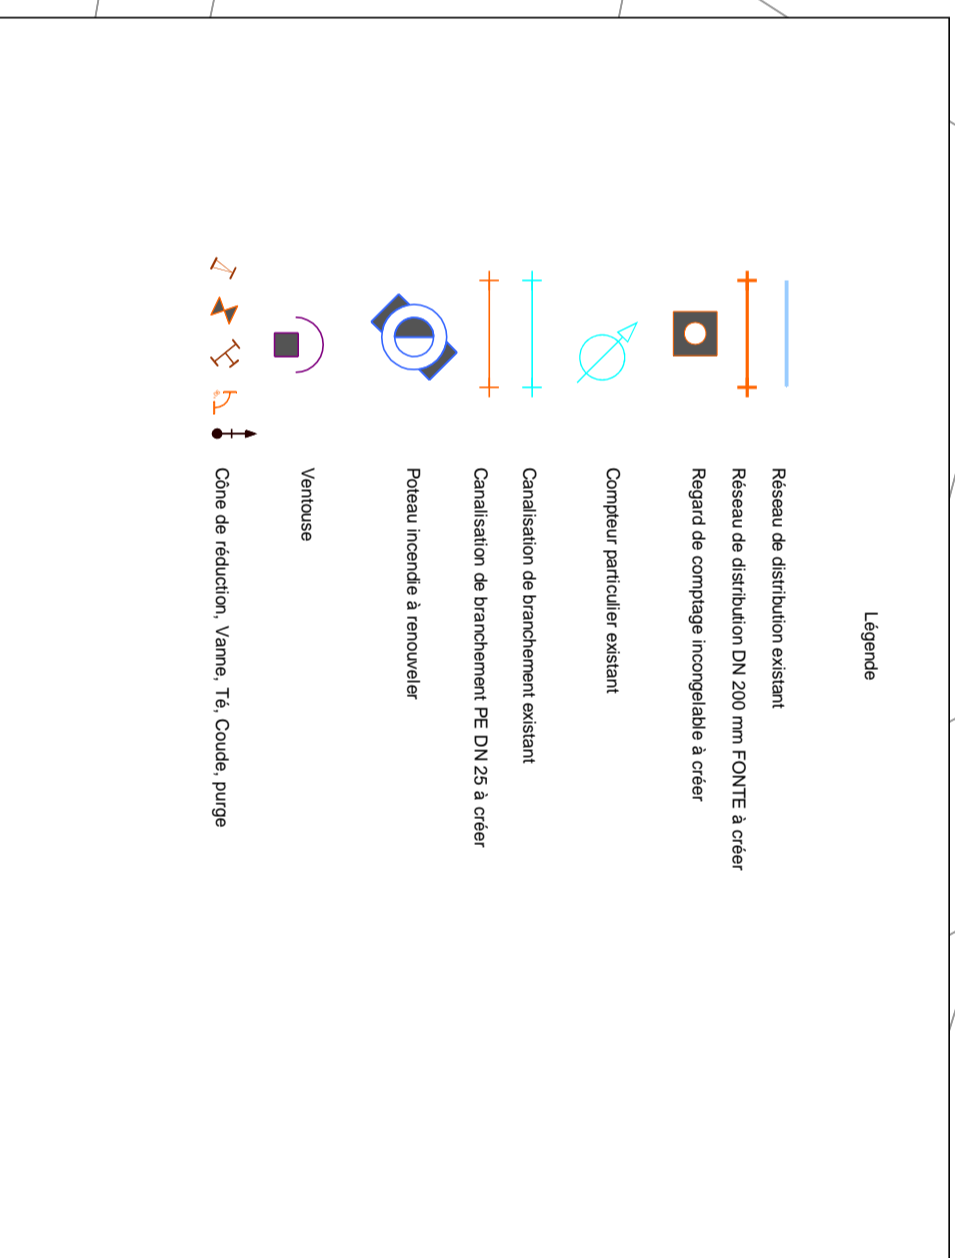 Légende
Réseau de distribution existant
Réseau de distribution DN 200 mm FONTE à créer
Regard de comptage incongelable à créer
Compteur particulier existant
Canalisation de branchement existant
Canalisation de branchement PE DN 25 à créer
Poteau incendie à renouveler
Ventouse
Cône de réduction, Vanne, Té, Coude, purge